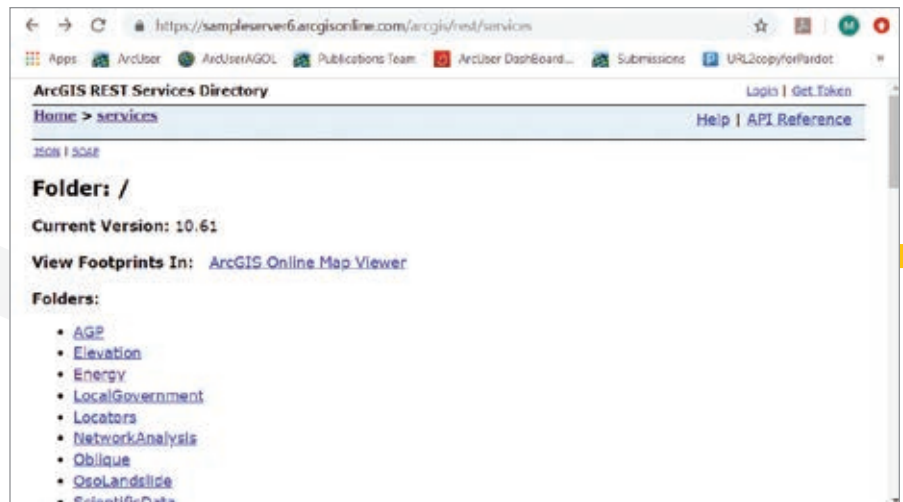 https://sampleserver6.arcgisonline.com/arcgis/rest/services
Apps ArcUser ArcUserAGOL Publications Team ArcUser DashBoard... Submissions URL2copyforPardot »
ArcGIS REST Services Directory Login | Get Token
Home > services Help | API Reference
JSON | SOAP
Folder: /
Current Version: 10.61
View Footprints In: ArcGIS Online Map Viewer
Folders:
• AGP
• Elevation
• Energy
• LocalGovernment
• Locators
• NetworkAnalysis
• Oblique
• OsoLandslide
• ScientificData